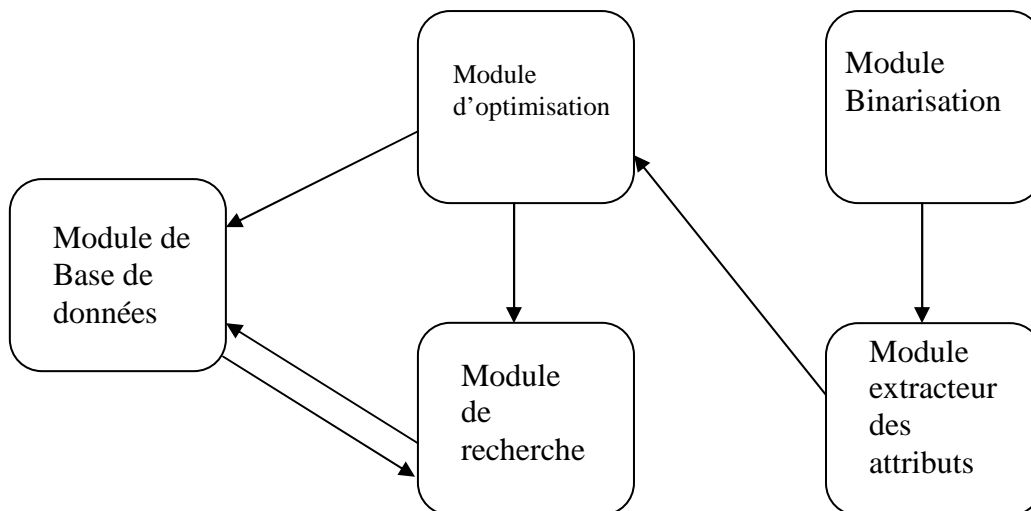 Module
d’optimisation
Module
Binarisation
Module de
Base de
données
Module
de
recherche
Module
extracteur
des
attributs